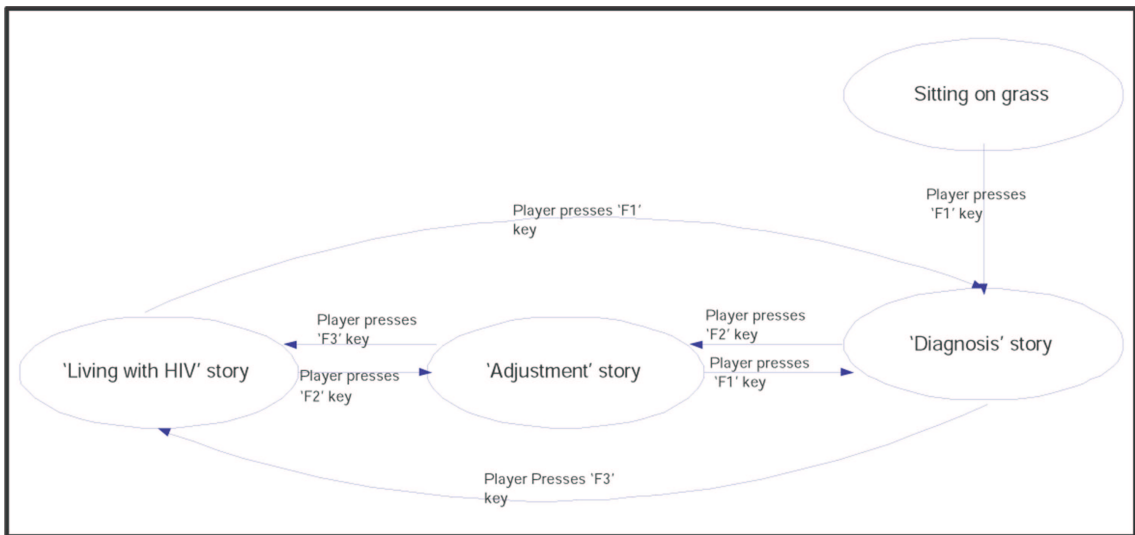 Sitting on grass
Player presses
‘F1’ key
Player presses ‘F1’
key
Player presses
‘F3’ key
Player presses
‘F2’ key
‘Living with HIV’ story
‘Adjustment’ story
‘Diagnosis’ story
Player presses
‘F2’ key
Player presses
‘F1’ key
Player Presses ‘F3’
key